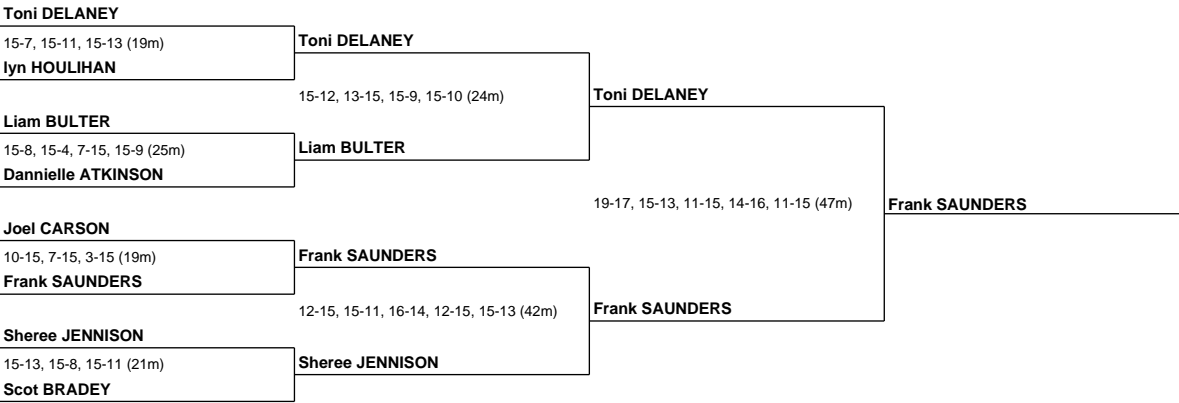 Toni DELANEY
15-7, 15-11, 15-13 (19m)
lyn HOULIHAN
Liam BULTER
15-8, 15-4, 7-15, 15-9 (25m)
Dannielle ATKINSON
Joel CARSON
10-15, 7-15, 3-15 (19m)
Frank SAUNDERS
Sheree JENNISON
15-13, 15-8, 15-11 (21m)
Scot BRADEY
Toni DELANEY
15-12, 13-15, 15-9, 15-10 (24m)
Liam BULTER
Frank SAUNDERS
12-15, 15-11, 16-14, 12-15, 15-13 (42m)
Sheree JENNISON
Toni DELANEY
19-17, 15-13, 11-15, 14-16, 11-15 (47m)
Frank SAUNDERS
Frank SAUNDERS